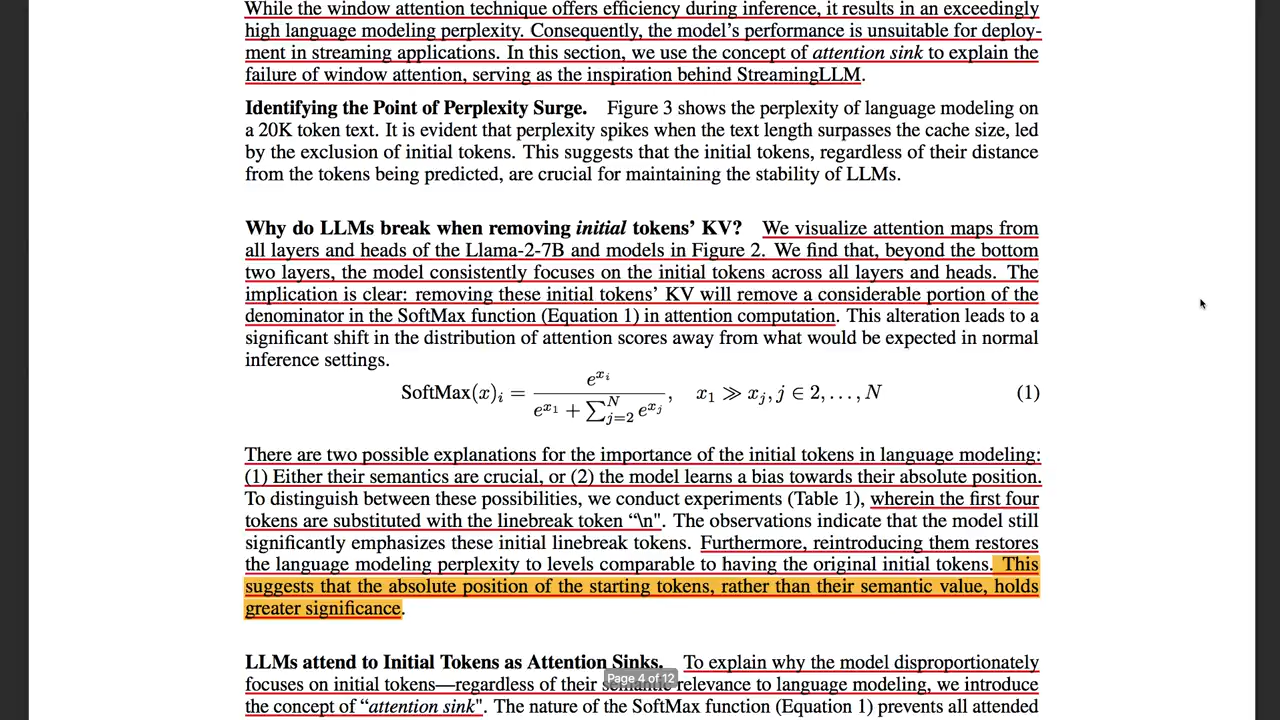 While the window attention technique offers efficiency during inference, it results in an exceedingly
high language modeling perplexity. Consequently, the model's performance is unsuitable for deploy-
ment in streaming applications. In this section, we use the concept of attention sink to explain the
failure of window attention, serving as the inspiration behind StreamingLLM.
Identifying the Point of Perplexity Surge. Figure 3 shows the perplexity of language modeling on
a 20K token text. It is evident that perplexity spikes when the text length surpasses the cache size, led
by the exclusion of initial tokens. This suggests that the initial tokens, regardless of their distance
from the tokens being predicted, are crucial for maintaining the stability of LLMs.
Why do LLMs break when removing initial tokens' KV? We visualize attention maps from
all layers and heads of the Llama-2-7B and models in Figure 2. We find that, beyond the bottom
two layers, the model consistently focuses on the initial tokens across all layers and heads. The
implication is clear: removing these initial tokens' KV will remove a considerable portion of the
denominator in the SoftMax function (Equation 1) in attention computation. This alteration leads to a
significant shift in the distribution of attention scores away from what would be expected in normal
inference settings.
SoftMax(x)_i = e^{x_i} / (e^{x_1} + ∑_{j=2}^{N} e^{x_j}), x_1 ≫ x_j, j ∈ 2, . . . , N (1)
There are two possible explanations for the importance of the initial tokens in language modeling:
(1) Either their semantics are crucial, or (2) the model learns a bias towards their absolute position.
To distinguish between these possibilities, we conduct experiments (Table 1), wherein the first four
tokens are substituted with the linebreak token “\n". The observations indicate that the model still
significantly emphasizes these initial linebreak tokens. Furthermore, reintroducing them restores
the language modeling perplexity to levels comparable to having the original initial tokens. This
suggests that the absolute position of the starting tokens, rather than their semantic value, holds
greater significance.
LLMs attend to Initial Tokens as Attention Sinks. To explain why the model disproportionately
focuses on initial tokens—regardless of their semantic relevance to language modeling, we introduce
the concept of “attention sink". The nature of the SoftMax function (Equation 1) prevents all attended
Page 4 of 12